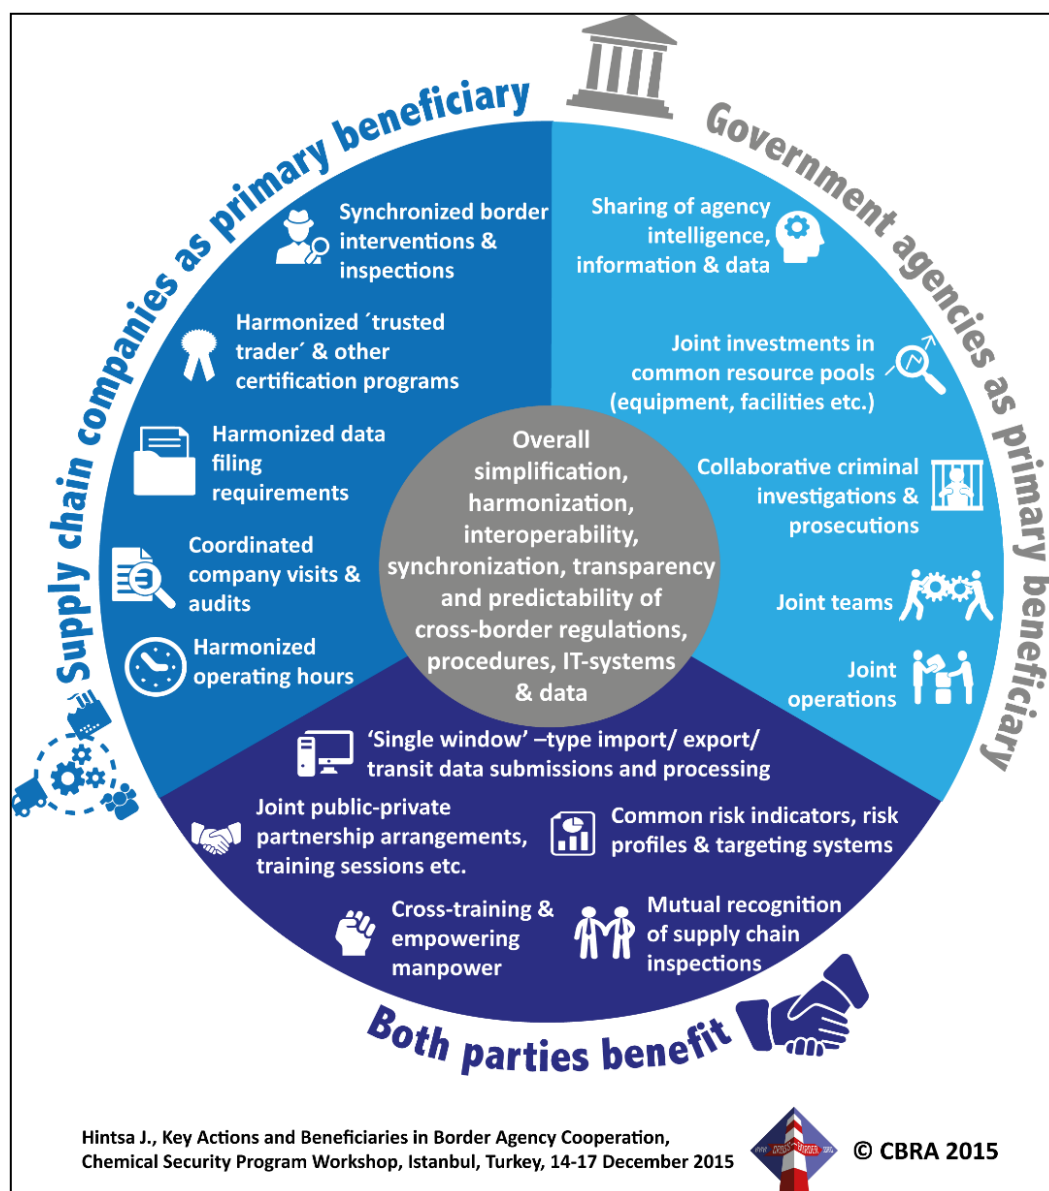 Supply chain companies as primary beneficiary
Government agencies as primary beneficiary
Synchronized border
interventions &
inspections
Harmonized ´trusted
trader´ & other
certification programs
Harmonized data
filing
requirements
Coordinated
company visits &
audits
Harmonized
operating hours
Sharing of agency
intelligence,
information & data
Joint investments in
common resource pools
(equipment, facilities etc.)
Collaborative criminal
investigations &
prosecutions
Joint teams
Joint
operations
Overall
simplification,
harmonization,
interoperability,
synchronization, transparency
and predictability of
cross-border regulations,
procedures, IT-systems
& data
‘Single window’ –type import/ export/
transit data submissions and processing
Joint public-private
partnership arrangements,
training sessions etc.
Common risk indicators, risk
profiles & targeting systems
Cross-training &
empowering
manpower
Mutual recognition
of supply chain
inspections
Both parties benefit
Hintsa J., Key Actions and Beneficiaries in Border Agency Cooperation,
Chemical Security Program Workshop, Istanbul, Turkey, 14-17 December 2015
WWW
CROSS-BORDER
ORG
© CBRA 2015